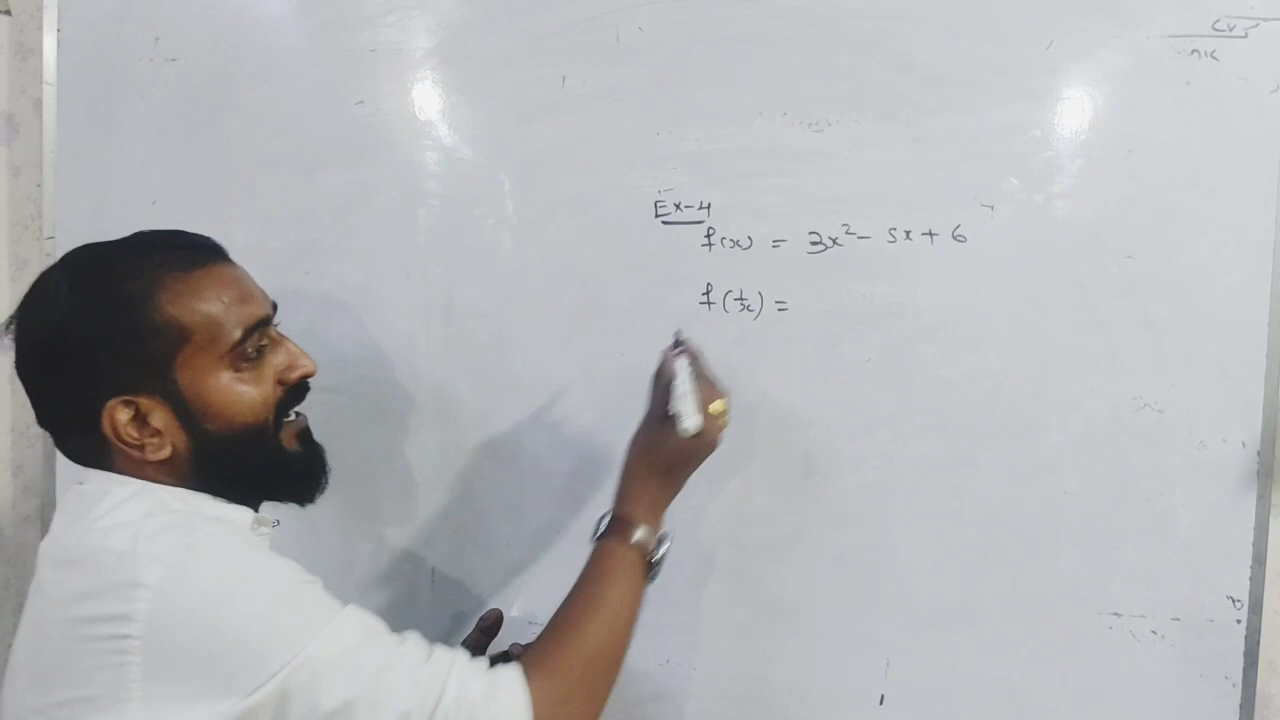 Ex-4
f(x) = 3x² - 5x + 6
f(1/x) =